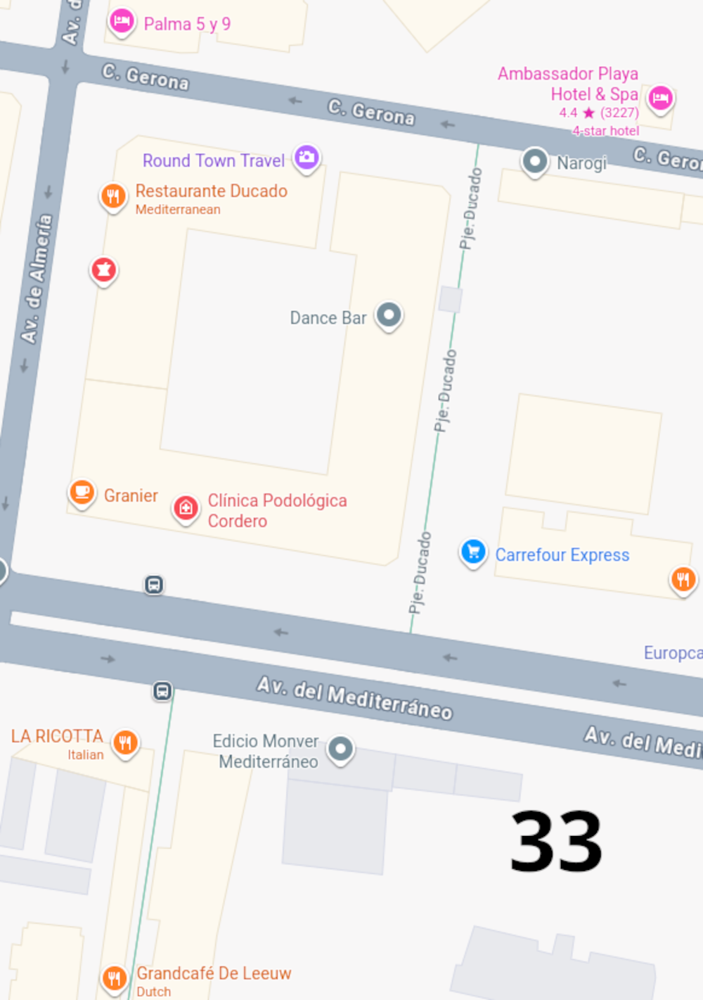 Av. d
Palma 5 y 9
C. Gerona
C. Gerona
Ambassador Playa
Hotel & Spa
4.4 ★ (3227)
4-star hotel
C. Geron
Round Town Travel
Narogi
Restaurante Ducado
Mediterranean
Pje. Ducado
Av. de Almería
Dance Bar
Pje. Ducado
Granier
Clínica Podológica
Cordero
Pje. Ducado
Carrefour Express
Europca
Av. del Mediterráneo
Av. del Medi
LA RICOTTA
Italian
Edicio Monver
Mediterráneo
33
Grandcafé De Leeuw
Dutch